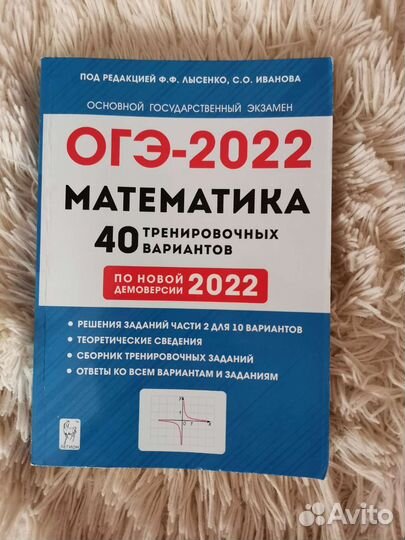 ПОД РЕДАКЦИЕЙ Ф.Ф. ЛЫСЕНКО, С.О. ИВАНОВА
ОСНОВНОЙ ГОСУДАРСТВЕННЫЙ ЭКЗАМЕН
ОГЭ-2022
МАТЕМАТИКА
40 ТРЕНИРОВОЧНЫХ
ВАРИАНТОВ
ПО НОВОЙ
ДЕМОВЕРСИИ 2022
• РЕШЕНИЯ ЗАДАНИЙ ЧАСТИ 2 ДЛЯ 10 ВАРИАНТОВ
• ТЕОРЕТИЧЕСКИЕ СВЕДЕНИЯ
• СБОРНИК ТРЕНИРОВОЧНЫХ ЗАДАНИЙ
• ОТВЕТЫ КО ВСЕМ ВАРИАНТАМ И ЗАДАНИЯМ
ЛЕГИОН
Avito